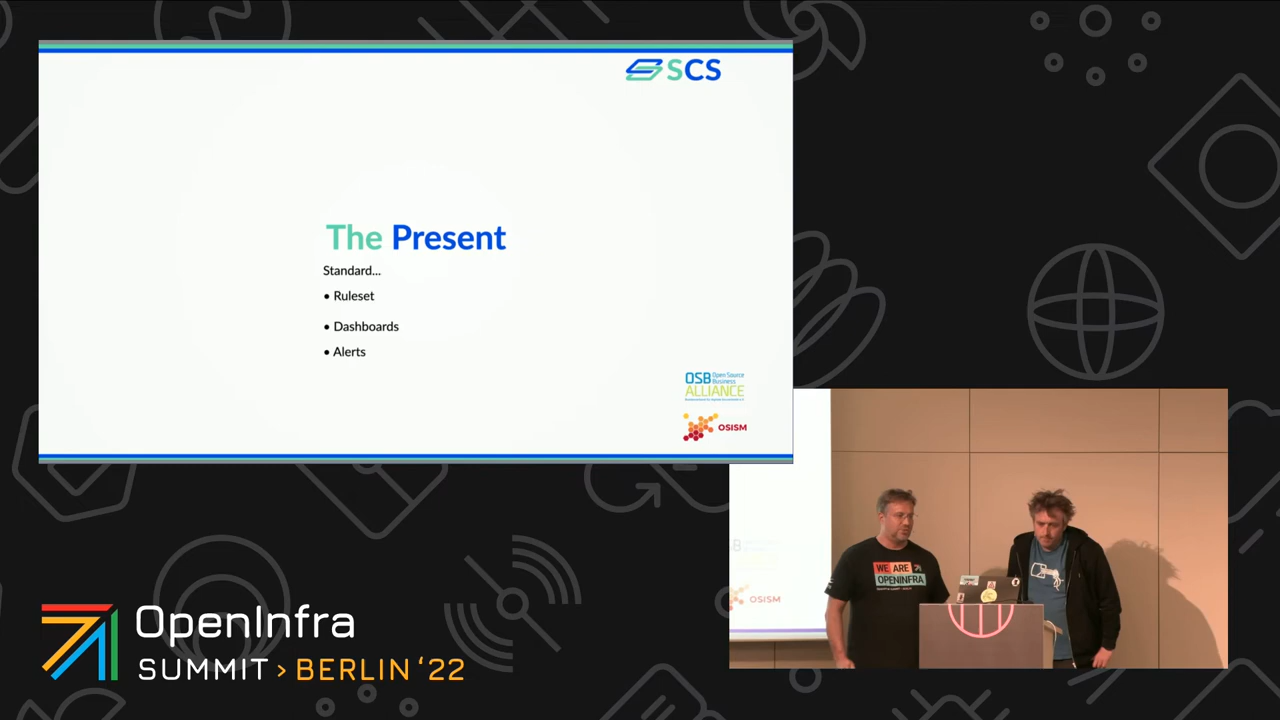 SCS
The Present
Standard...
• Ruleset
• Dashboards
• Alerts
OSB Open Source
Business
ALLIANCE
OSISM
WE ARE
OPENINFRA
OSISM
OpenInfra
SUMMIT > BERLIN ‘22